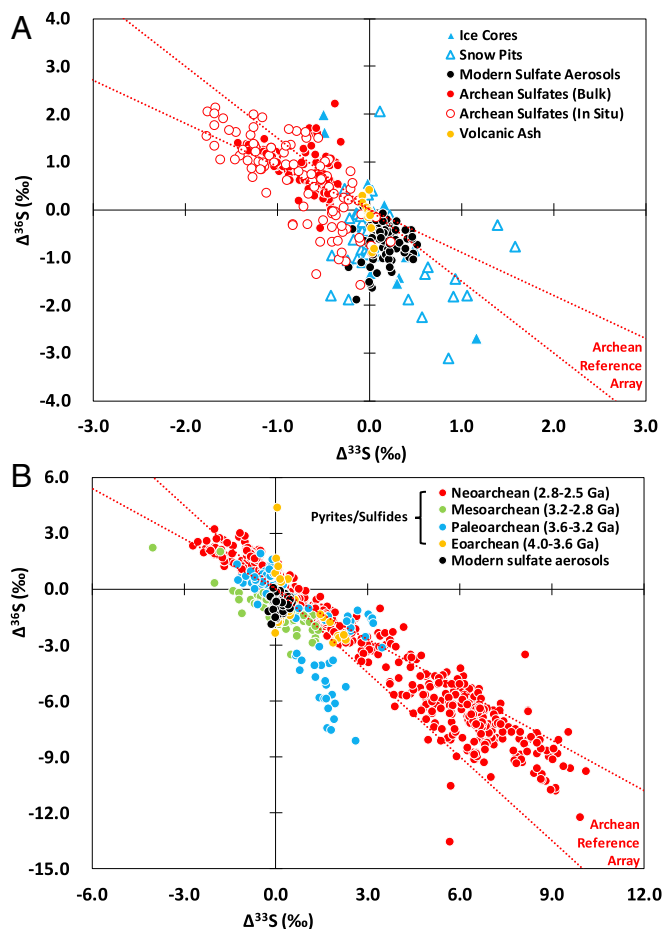 A
4.0
3.0
2.0
1.0
0.0
-1.0
-2.0
-3.0
-4.0
Δ³⁶S (‰)
Ice Cores
Snow Pits
Modern Sulfate Aerosols
Archean Sulfates (Bulk)
Archean Sulfates (In Situ)
Volcanic Ash
Archean
Reference
Array
-3.0 -2.0 -1.0 0.0 1.0 2.0 3.0
Δ³³S (‰)
B
6.0
3.0
0.0
-3.0
-6.0
-9.0
-12.0
-15.0
Δ³⁶S (‰)
Pyrites/Sulfides
Neoarchean (2.8-2.5 Ga)
Mesoarchean (3.2-2.8 Ga)
Paleoarchean (3.6-3.2 Ga)
Eoarchean (4.0-3.6 Ga)
Modern sulfate aerosols
Archean
Reference
Array
-6.0 -3.0 0.0 3.0 6.0 9.0 12.0
Δ³³S (‰)